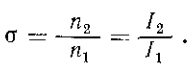 σ = n₂/n₁ = I₂/I₁ .